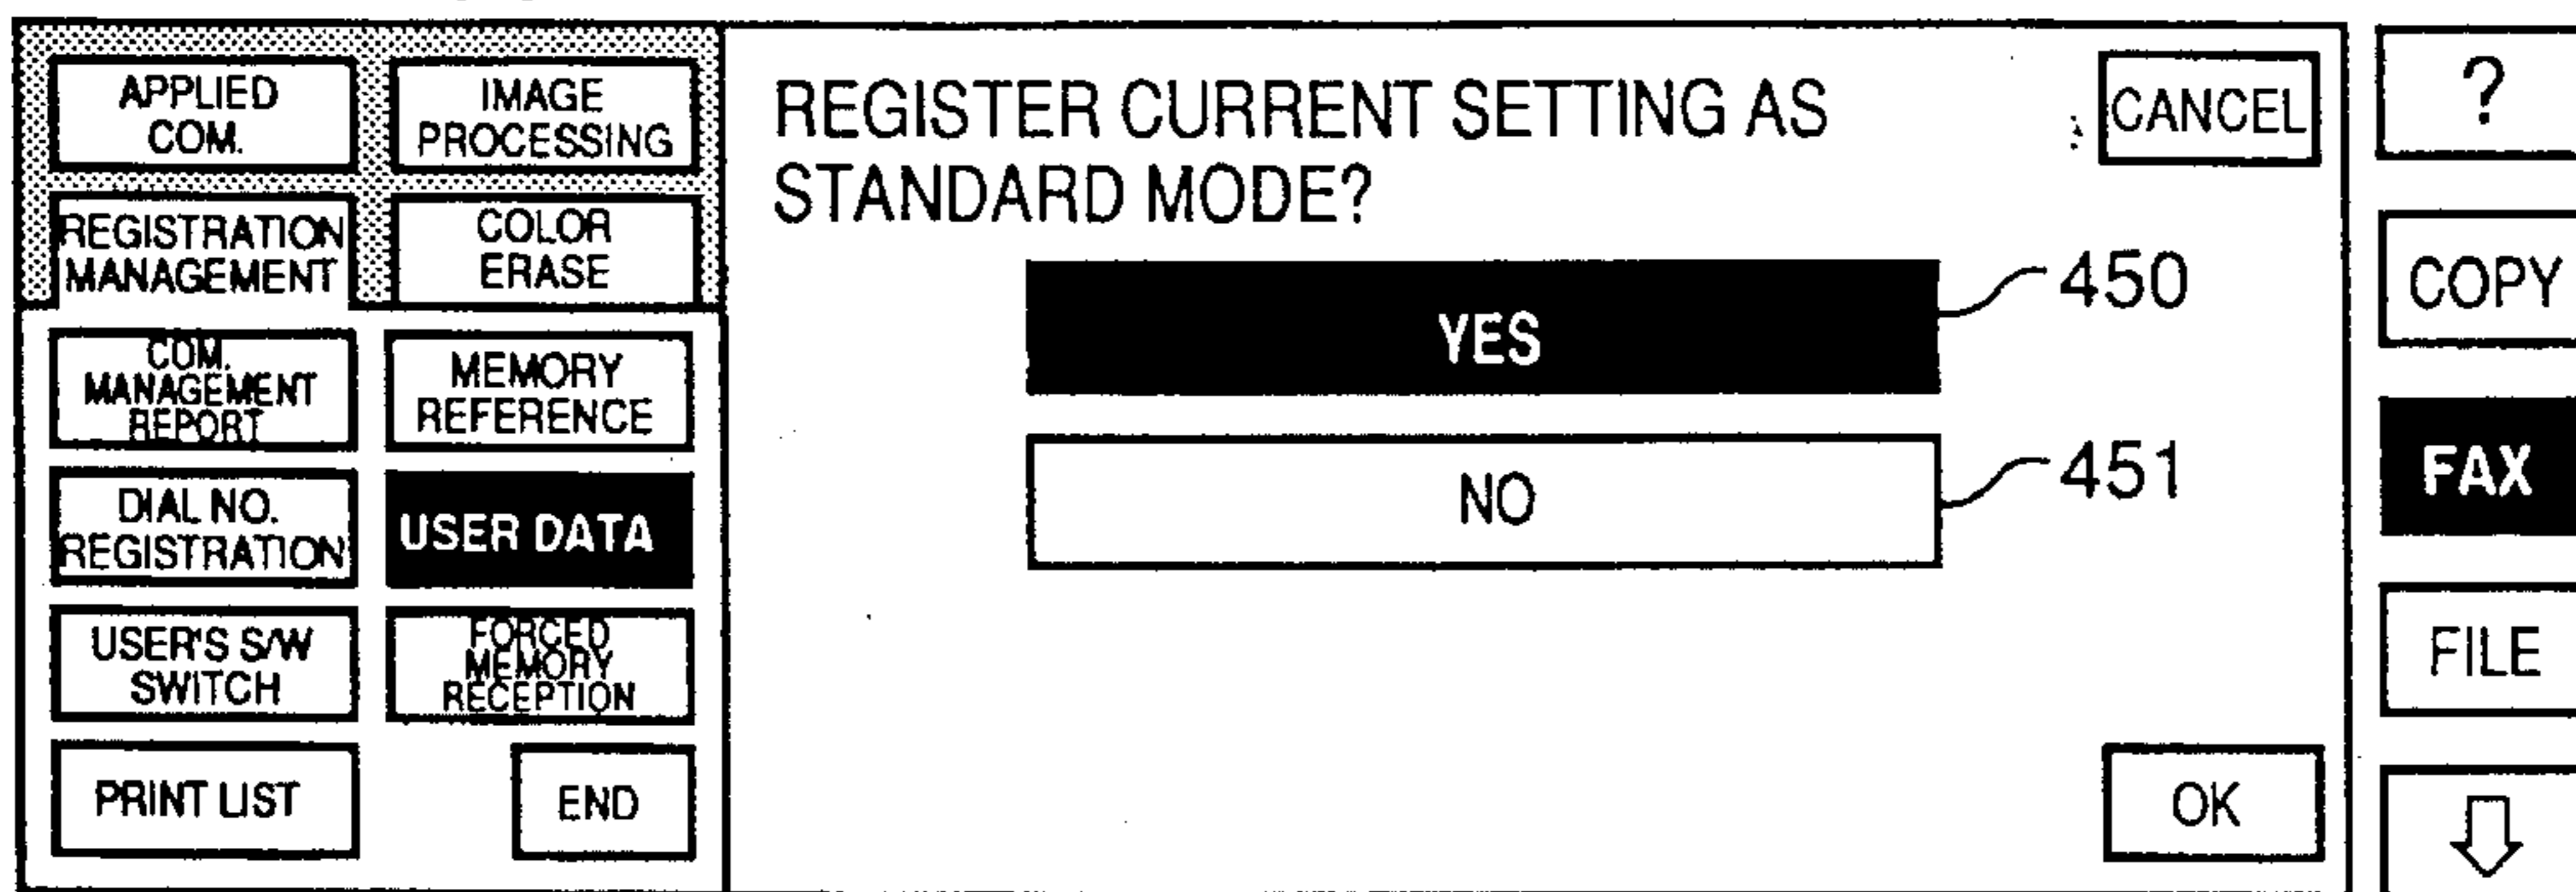 APPLIED
COM.
IMAGE
PROCESSING
REGISTRATION
MANAGEMENT
COLOR
ERASE
COM.
MANAGEMENT
REPORT
MEMORY
REFERENCE
DIAL NO.
REGISTRATION
USER DATA
USER'S S/W
SWITCH
FORCED
MEMORY
RECEPTION
PRINT LIST
END
REGISTER CURRENT SETTING AS
STANDARD MODE?
CANCEL
YES
450
NO
451
OK
?
COPY
FAX
FILE